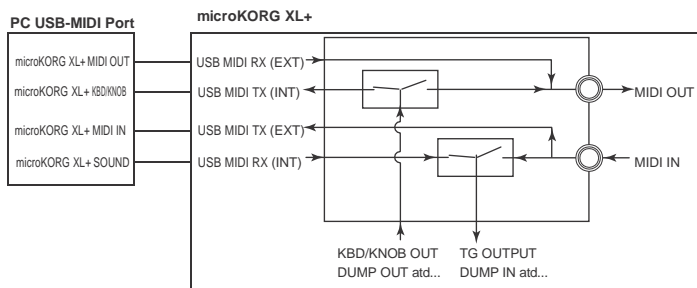 microKORG XL+
PC USB-MIDI Port
microKORG XL+ MIDI OUT
USB MIDI RX (EXT)
microKORG XL+ KBD/KNOB
USB MIDI TX (INT)
MIDI OUT
microKORG XL+ MIDI IN
USB MIDI TX (EXT)
microKORG XL+ SOUND
USB MIDI RX (INT)
MIDI IN
KBD/KNOB OUT
DUMP OUT atd...
TG OUTPUT
DUMP IN atd...